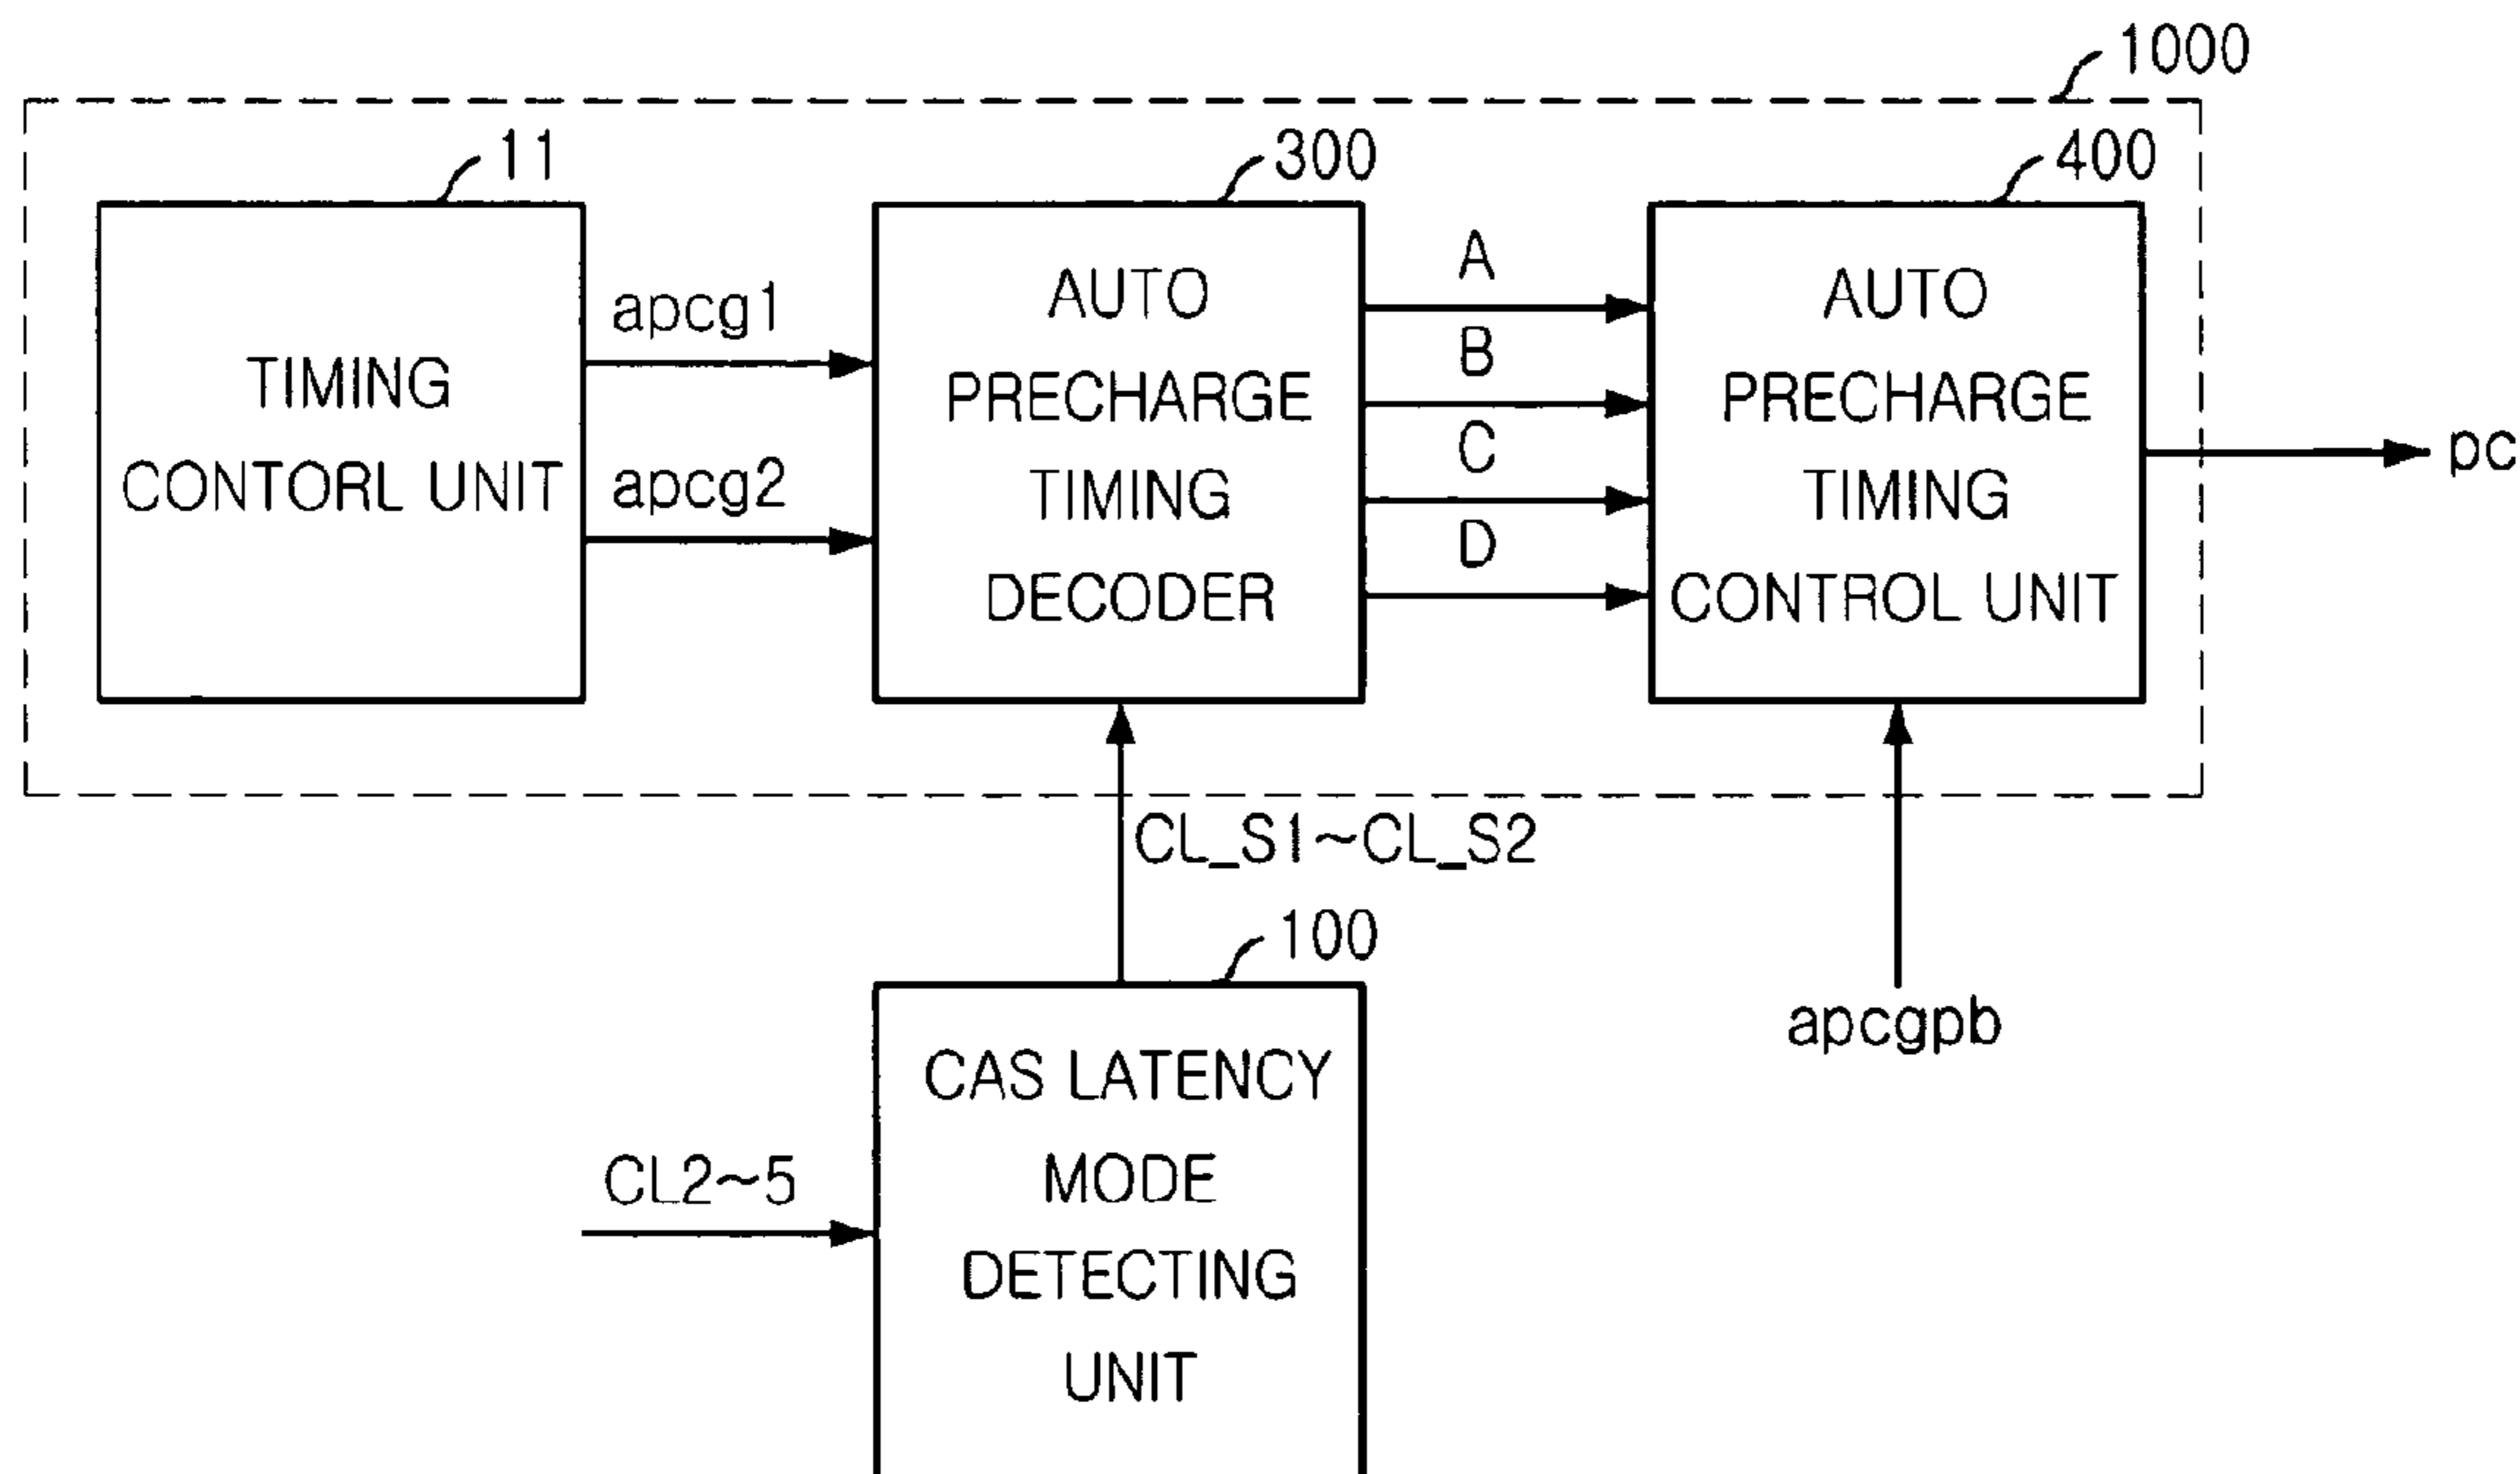 1000
11
300
400
TIMING
CONTORL UNIT
apcg1
apcg2
AUTO
PRECHARGE
TIMING
DECODER
A
B
C
D
AUTO
PRECHARGE
TIMING
CONTROL UNIT
pc
CL_S1~CL_S2
100
apcgpb
CL2~5
CAS LATENCY
MODE
DETECTING
UNIT